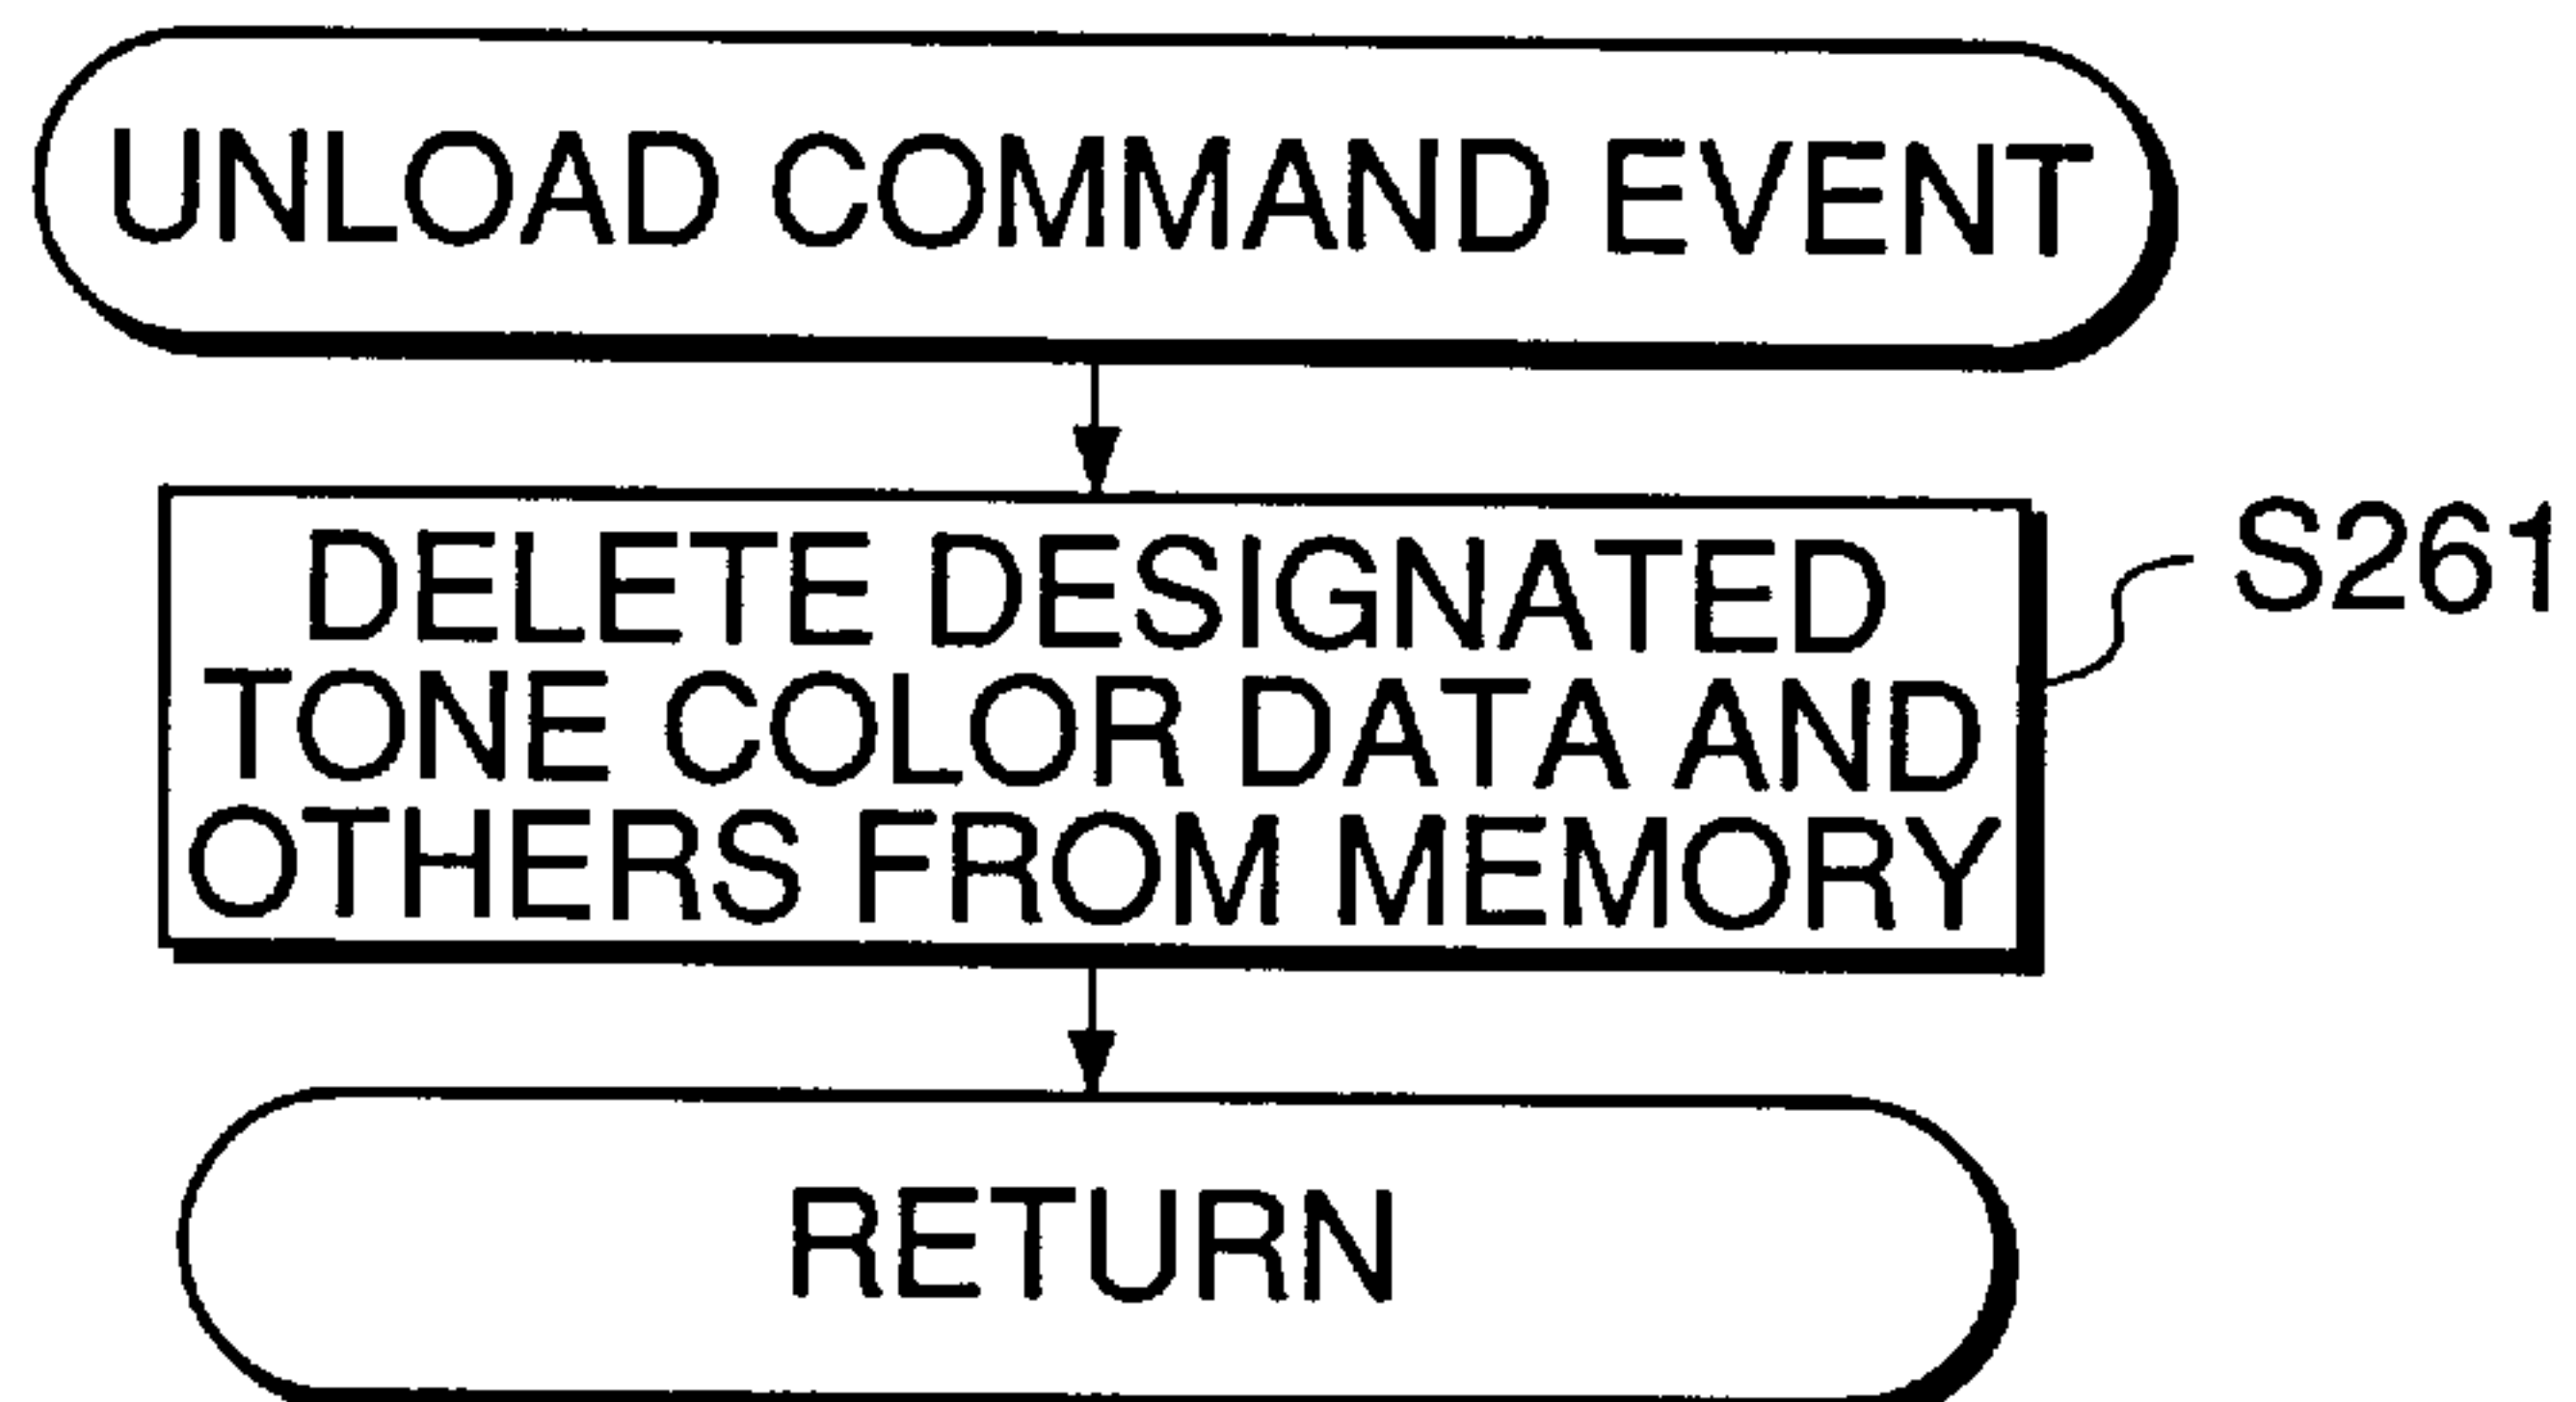 UNLOAD COMMAND EVENT
DELETE DESIGNATED
S261
TONE COLOR DATA AND
OTHERS FROM MEMORY
RETURN